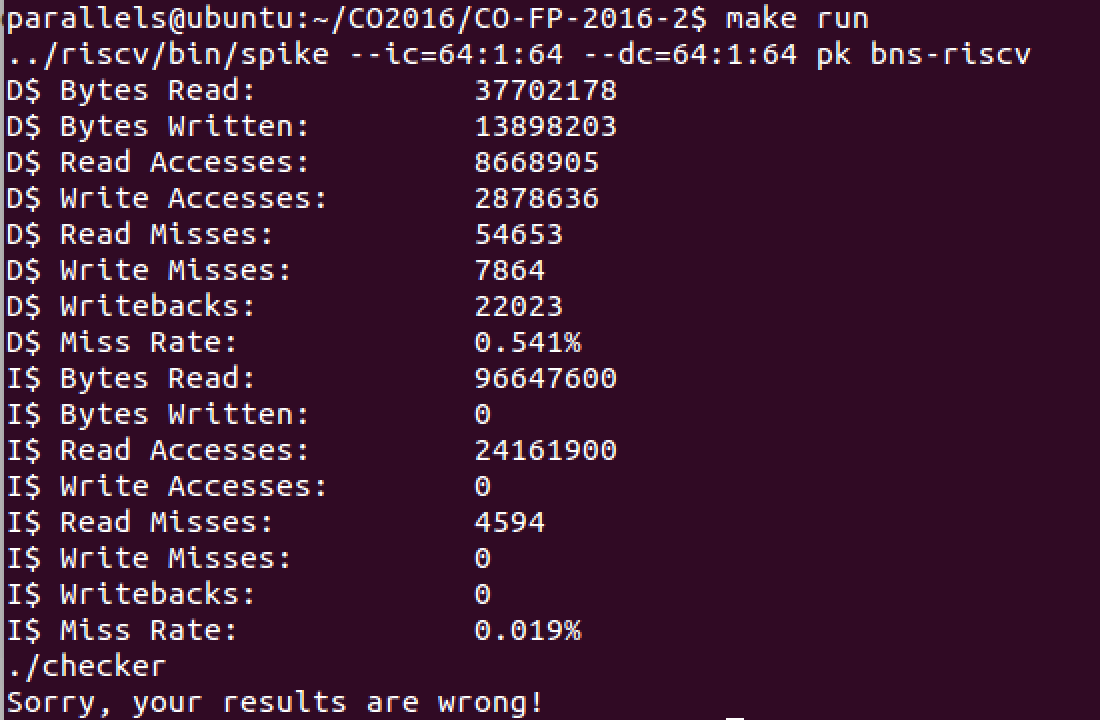 parallels@ubuntu:~/CO2016/CO-FP-2016-2$ make run
../riscv/bin/spike --ic=64:1:64 --dc=64:1:64 pk bns-riscv
D$ Bytes Read: 37702178
D$ Bytes Written: 13898203
D$ Read Accesses: 8668905
D$ Write Accesses: 2878636
D$ Read Misses: 54653
D$ Write Misses: 7864
D$ Writebacks: 22023
D$ Miss Rate: 0.541%
I$ Bytes Read: 96647600
I$ Bytes Written: 0
I$ Read Accesses: 24161900
I$ Write Accesses: 0
I$ Read Misses: 4594
I$ Write Misses: 0
I$ Writebacks: 0
I$ Miss Rate: 0.019%
./checker
Sorry, your results are wrong!